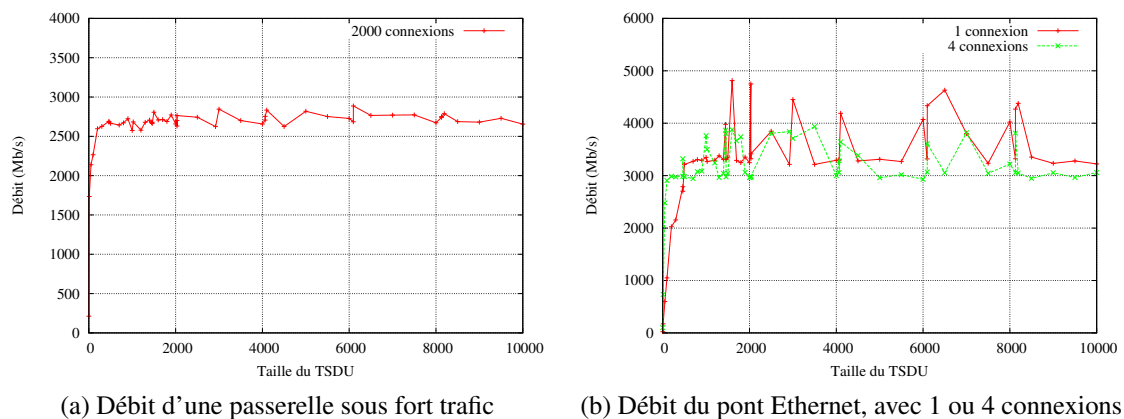 4000
3500
3000
2500
2000
1500
1000
500
0
0 2000 4000 6000 8000 10000
Débit (Mb/s)
Taille du TSDU
2000 connexions
(a) Débit d'une passerelle sous fort trafic
6000
5000
4000
3000
2000
1000
0
0 2000 4000 6000 8000 10000
Débit (Mb/s)
Taille du TSDU
1 connexion
4 connexions
(b) Débit du pont Ethernet, avec 1 ou 4 connexions